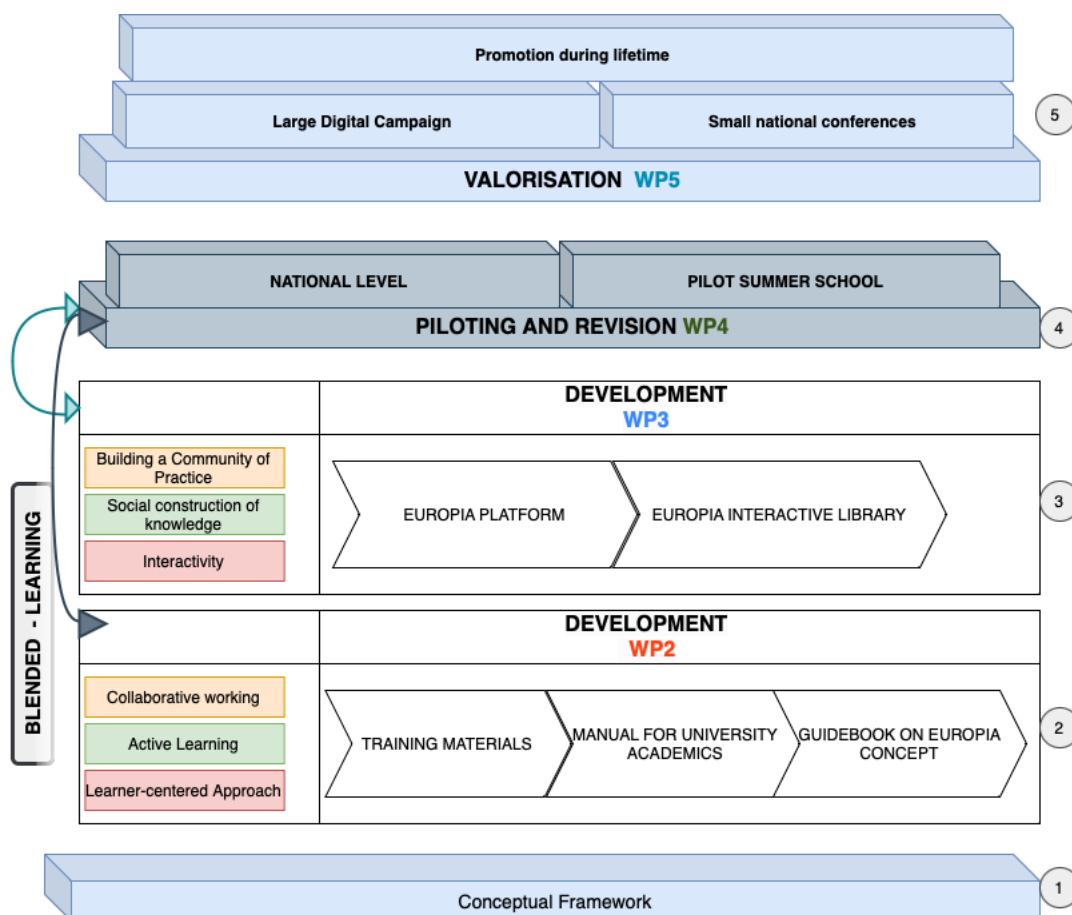 Promotion during lifetime
Large Digital Campaign
Small national conferences
5
VALORISATION WP5
NATIONAL LEVEL
PILOT SUMMER SCHOOL
PILOTING AND REVISION WP4
4
DEVELOPMENT
WP3
Building a Community of
Practice
Social construction of
knowledge
Interactivity
EUROPIA PLATFORM
EUROPIA INTERACTIVE LIBRARY
3
BLENDED - LEARNING
DEVELOPMENT
WP2
Collaborative working
Active Learning
Learner-centered Approach
TRAINING MATERIALS
MANUAL FOR UNIVERSITY
ACADEMICS
GUIDEBOOK ON EUROPIA
CONCEPT
2
Conceptual Framework
1